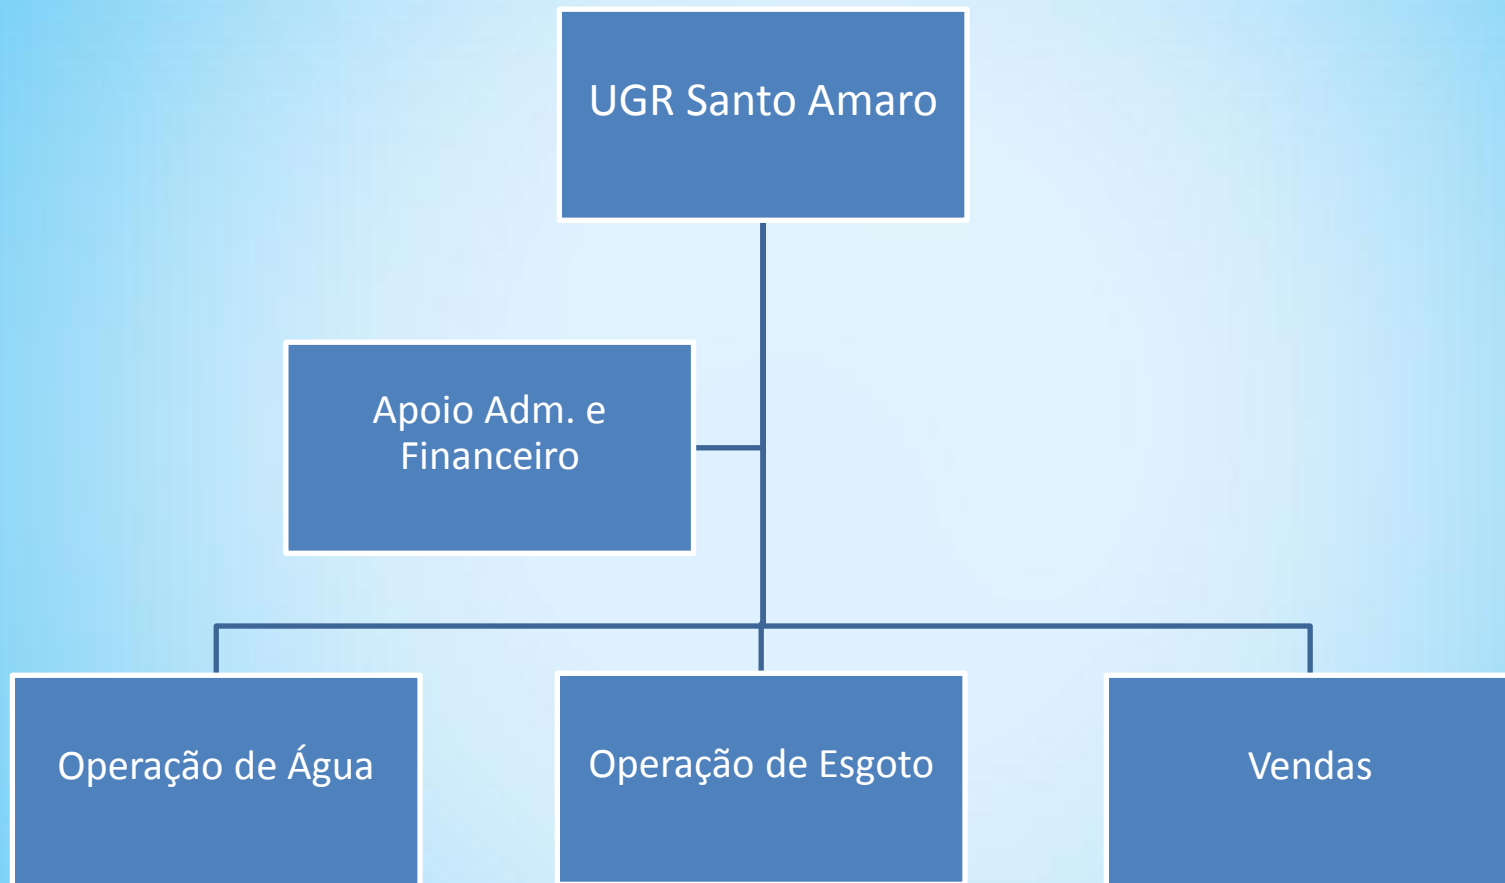 UGR Santo Amaro
Apoio Adm. e
Financeiro
Operação de Água
Operação de Esgoto
Vendas